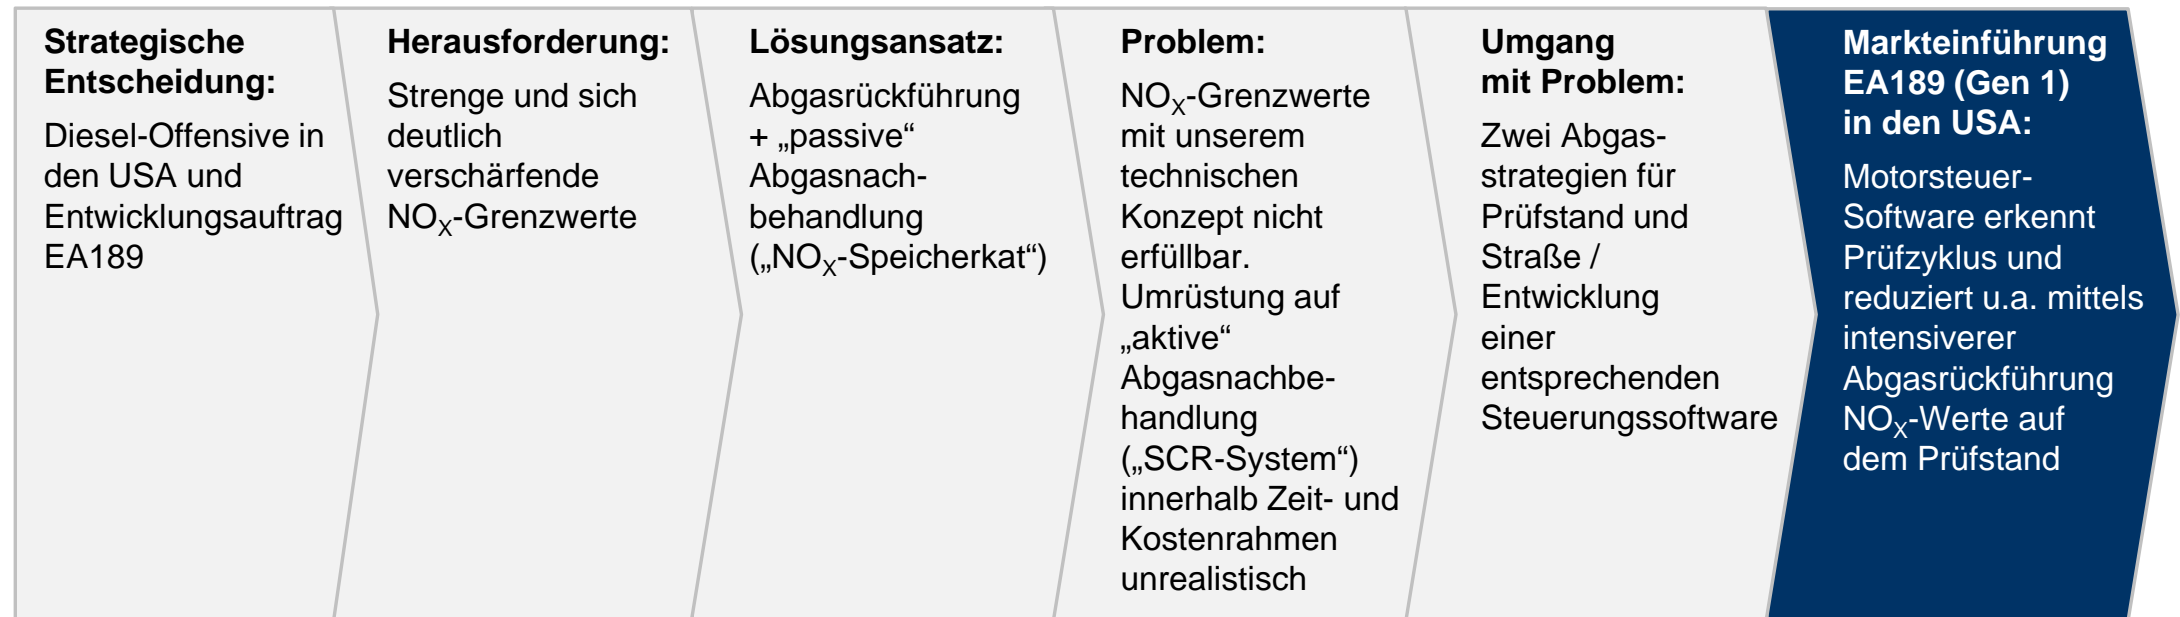 Strategische
Entscheidung:
Diesel-Offensive in
den USA und
Entwicklungsauftrag
EA189
Herausforderung:
Strenge und sich
deutlich
verschärfende
NOX-Grenzwerte
Lösungsansatz:
Abgasrückführung
+ „passive“
Abgasnach-
behandlung
(„NOX-Speicherkat“)
Problem:
NOX-Grenzwerte
mit unserem
technischen
Konzept nicht
erfüllbar.
Umrüstung auf
„aktive“
Abgasnachbe-
handlung
(„SCR-System“)
innerhalb Zeit- und
Kostenrahmen
unrealistisch
Umgang
mit Problem:
Zwei Abgas-
strategien für
Prüfstand und
Straße /
Entwicklung
einer
entsprechenden
Steuerungssoftware
Markteinführung
EA189 (Gen 1)
in den USA:
Motorsteuer-
Software erkennt
Prüfzyklus und
reduziert u.a. mittels
intensiverer
Abgasrückführung
NOX-Werte auf
dem Prüfstand